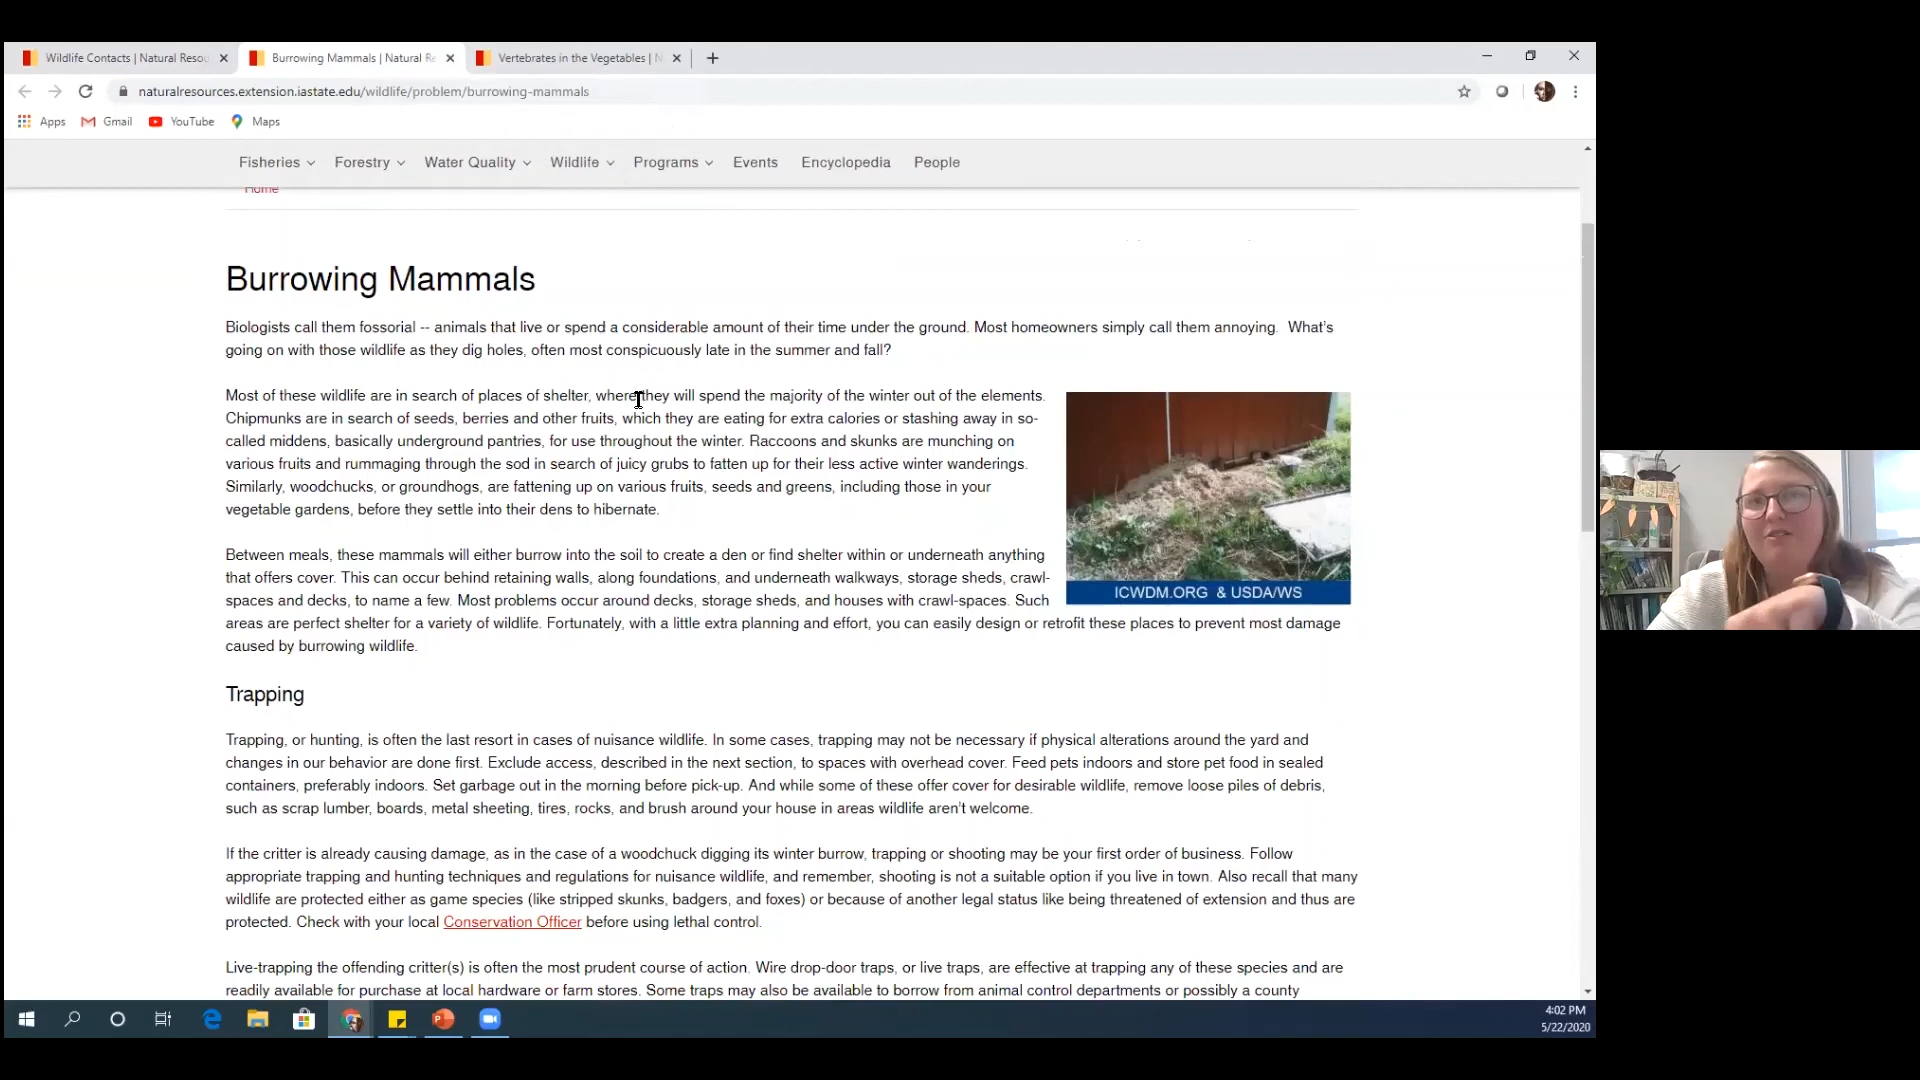 Wildlife Contacts | Natural Resou
Burrowing Mammals | Natural Re
Vertebrates in the Vegetables | N
naturalresources.extension.iastate.edu/wildlife/problem/burrowing-mammals
Apps Gmail YouTube Maps
Fisheries Forestry Water Quality Wildlife Programs Events Encyclopedia People
Home
Burrowing Mammals
Biologists call them fossorial -- animals that live or spend a considerable amount of their time under the ground. Most homeowners simply call them annoying. What's
going on with those wildlife as they dig holes, often most conspicuously late in the summer and fall?
Most of these wildlife are in search of places of shelter, where they will spend the majority of the winter out of the elements.
Chipmunks are in search of seeds, berries and other fruits, which they are eating for extra calories or stashing away in so-
called middens, basically underground pantries, for use throughout the winter. Raccoons and skunks are munching on
various fruits and rummaging through the sod in search of juicy grubs to fatten up for their less active winter wanderings.
Similarly, woodchucks, or groundhogs, are fattening up on various fruits, seeds and greens, including those in your
vegetable gardens, before they settle into their dens to hibernate.
ICWDM.ORG & USDA/WS
Between meals, these mammals will either burrow into the soil to create a den or find shelter within or underneath anything
that offers cover. This can occur behind retaining walls, along foundations, and underneath walkways, storage sheds, crawl-
spaces and decks, to name a few. Most problems occur around decks, storage sheds, and houses with crawl-spaces. Such
areas are perfect shelter for a variety of wildlife. Fortunately, with a little extra planning and effort, you can easily design or retrofit these places to prevent most damage
caused by burrowing wildlife.
Trapping
Trapping, or hunting, is often the last resort in cases of nuisance wildlife. In some cases, trapping may not be necessary if physical alterations around the yard and
changes in our behavior are done first. Exclude access, described in the next section, to spaces with overhead cover. Feed pets indoors and store pet food in sealed
containers, preferably indoors. Set garbage out in the morning before pick-up. And while some of these offer cover for desirable wildlife, remove loose piles of debris,
such as scrap lumber, boards, metal sheeting, tires, rocks, and brush around your house in areas wildlife aren't welcome.
If the critter is already causing damage, as in the case of a woodchuck digging its winter burrow, trapping or shooting may be your first order of business. Follow
appropriate trapping and hunting techniques and regulations for nuisance wildlife, and remember, shooting is not a suitable option if you live in town. Also recall that many
wildlife are protected either as game species (like stripped skunks, badgers, and foxes) or because of another legal status like being threatened of extension and thus are
protected. Check with your local Conservation Officer before using lethal control.
Live-trapping the offending critter(s) is often the most prudent course of action. Wire drop-door traps, or live traps, are effective at trapping any of these species and are
readily available for purchase at local hardware or farm stores. Some traps may also be available to borrow from animal control departments or possibly a county
4:02 PM
5/22/2020